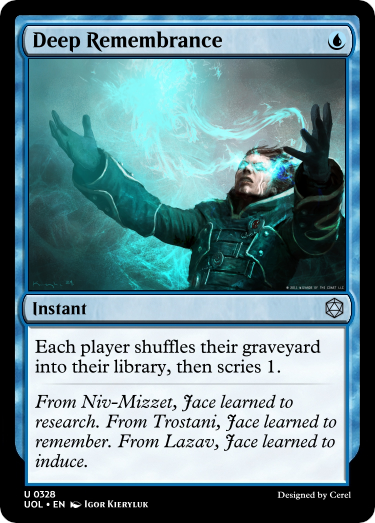 Deep Remembrance
Instant
Each player shuffles their graveyard
into their library, then scries 1.
From Niv-Mizzet, Jace learned to
research. From Trostani, Jace learned to
remember. From Lazav, Jace learned to
induce.
U 0328
UOL • EN Igor Kieryluk
Designed by Cerel